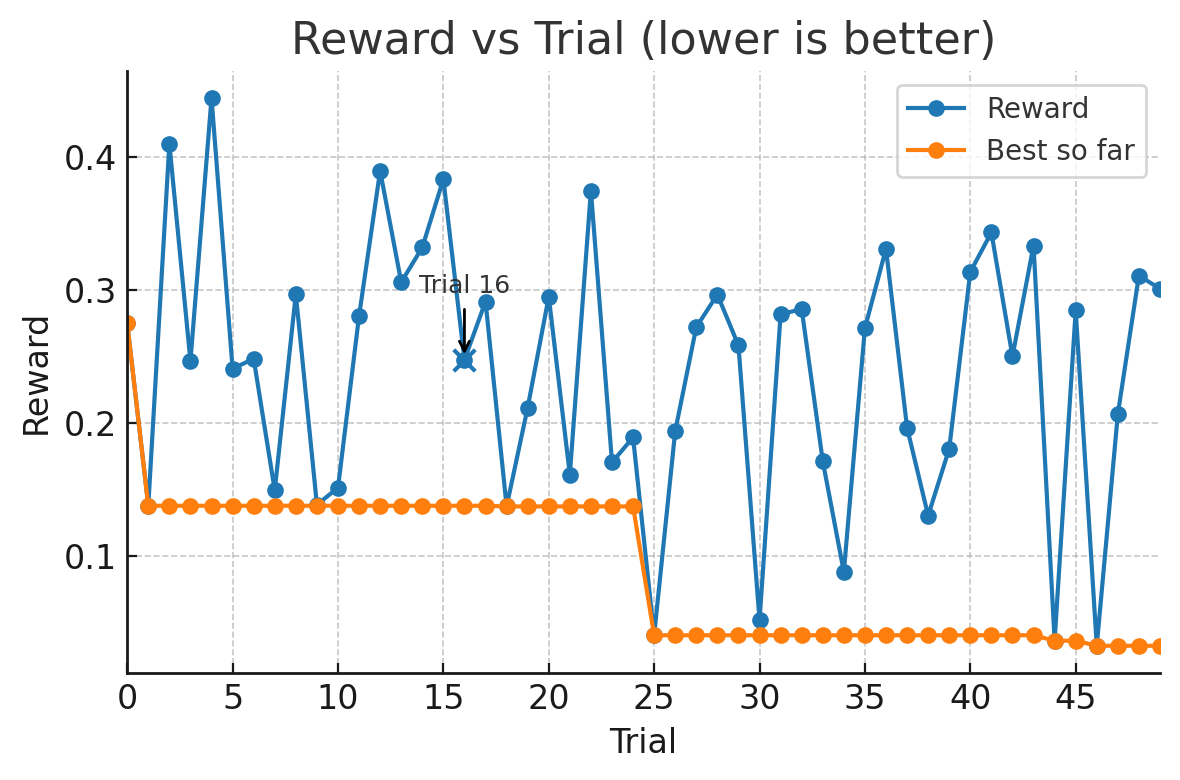 Reward vs Trial (lower is better)
Reward
Best so far
Trial 16
Reward
0.4
0.3
0.2
0.1
0 5 10 15 20 25 30 35 40 45
Trial